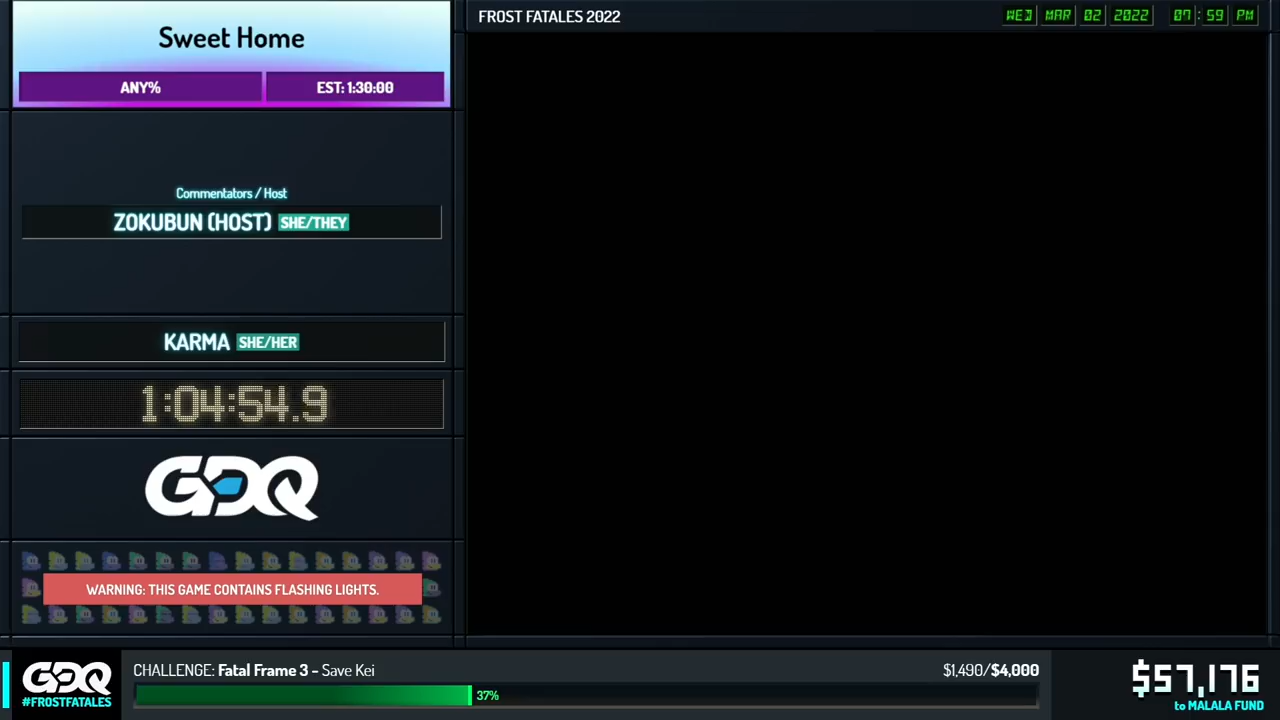 Sweet Home
ANY%
EST: 1:30:00
Commentators / Host
ZOKUBUN (HOST) SHE/THEY
KARMA SHE/HER
1:04:54.9
GDQ
WARNING: THIS GAME CONTAINS FLASHING LIGHTS.
FROST FATALES 2022
WED MAR 02 2022 07:59 PM
GDQ
#FROSTFATALES
CHALLENGE: Fatal Frame 3 – Save Kei
$1,490/$4,000
37%
$57,176
to MALALA FUND